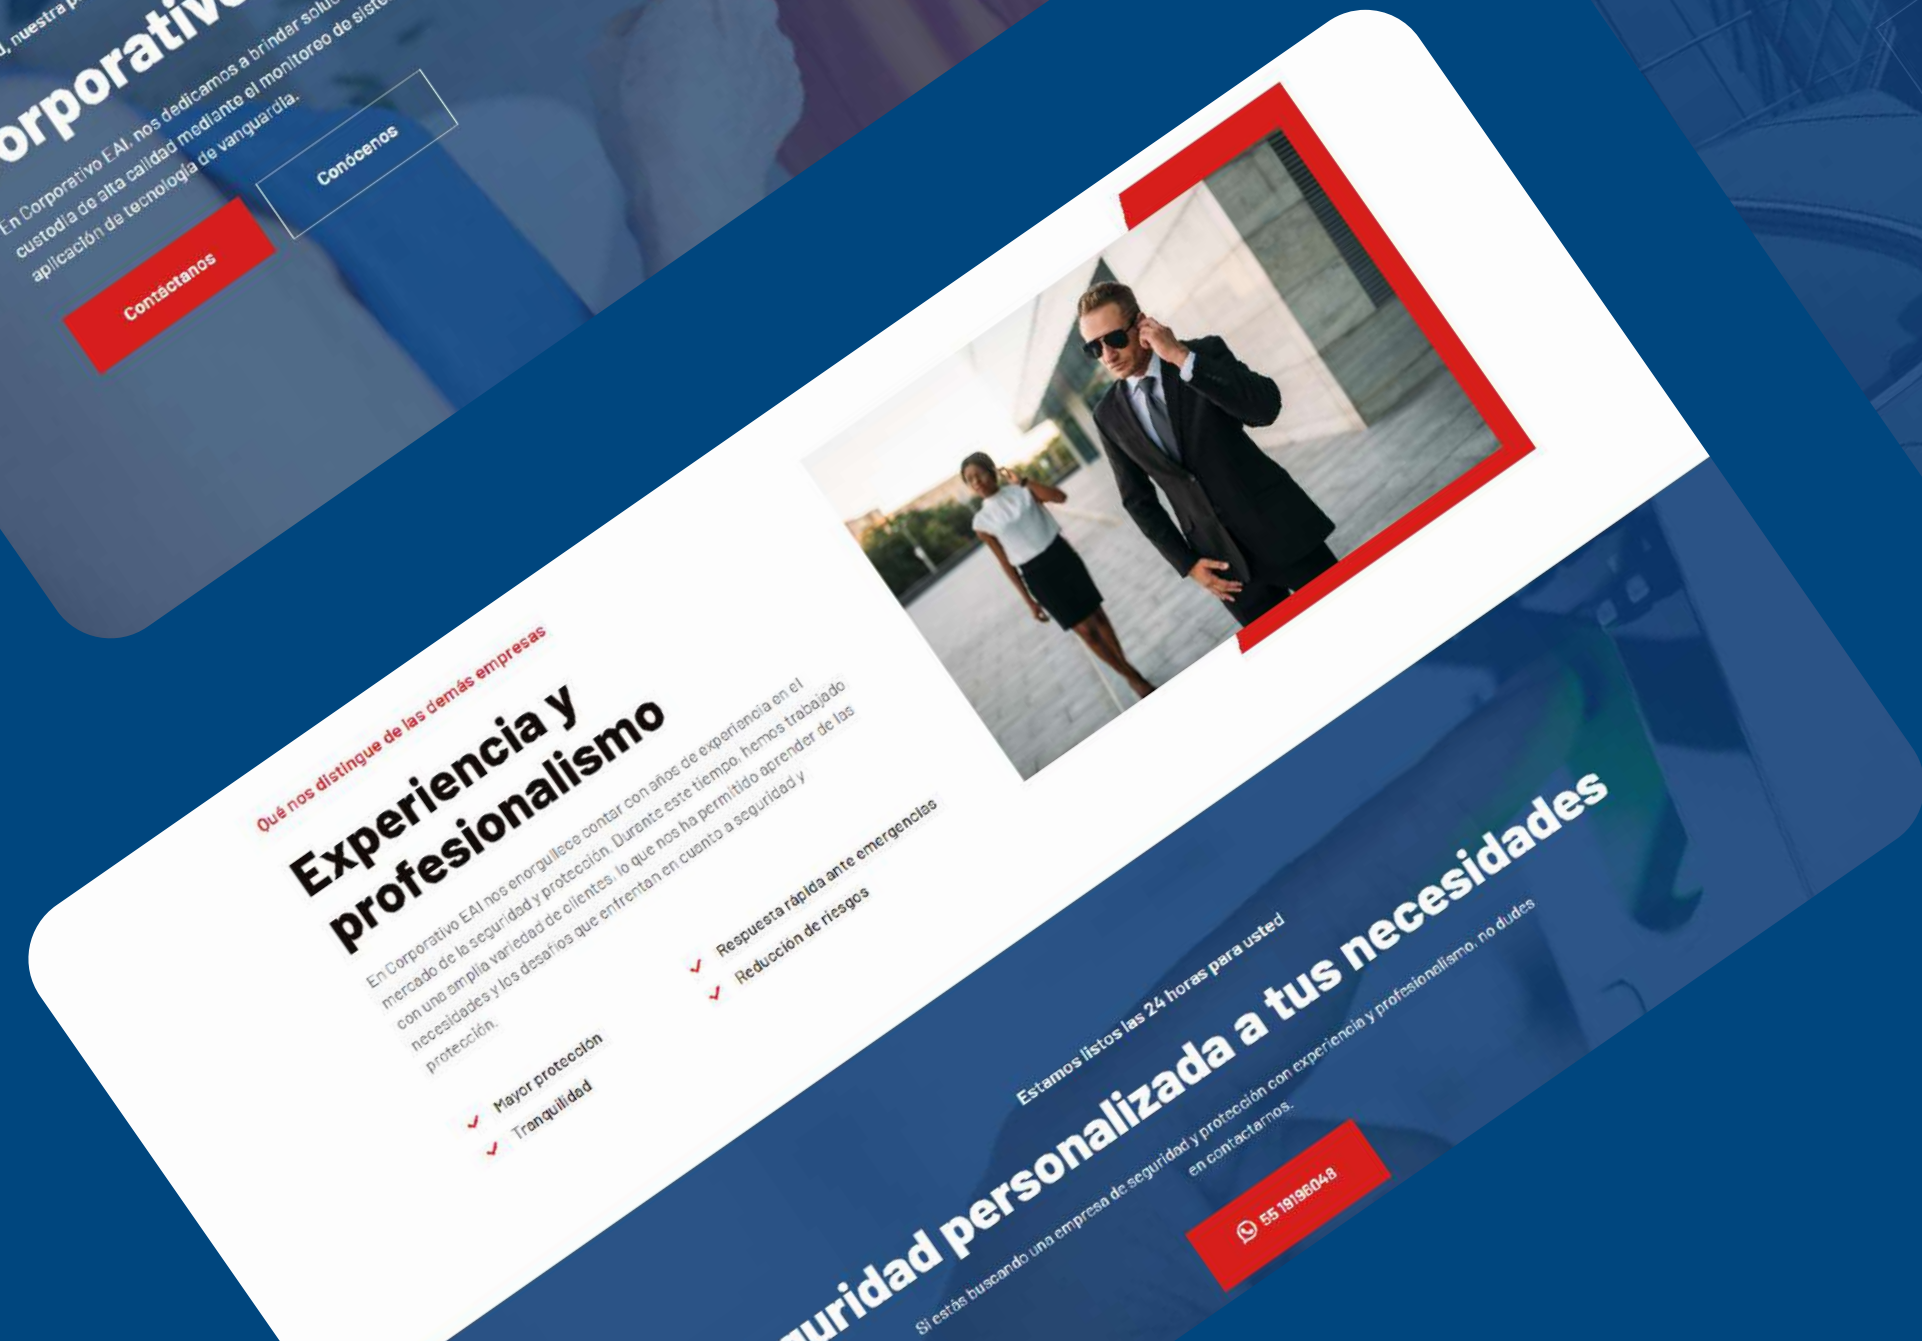 d, nuestra p
orporativ
En Corporativo EAI, nos dedicamos a brindar soluc
custodia de alta calidad mediante el monitoreo de siste
aplicación de tecnología de vanguardia.
Contáctanos
Conócenos
Qué nos distingue de las demás empresas
Experiencia y
profesionalismo
En Corporativo EAI nos enorgullece contar con años de experiencia en el
mercado de la seguridad y protección. Durante este tiempo, hemos trabajado
con una amplia variedad de clientes, lo que nos ha permitido aprender de las
necesidades y los desafíos que enfrentan en cuanto a seguridad y
protección.
Mayor protección
Tranquilidad
Respuesta rápida ante emergencias
Reducción de riesgos
Estamos listos las 24 horas para usted
guridad personalizada a tus necesidades
Si estás buscando una empresa de seguridad y protección con experiencia y profesionalismo, no dudes
en contactarnos.
55 19196048